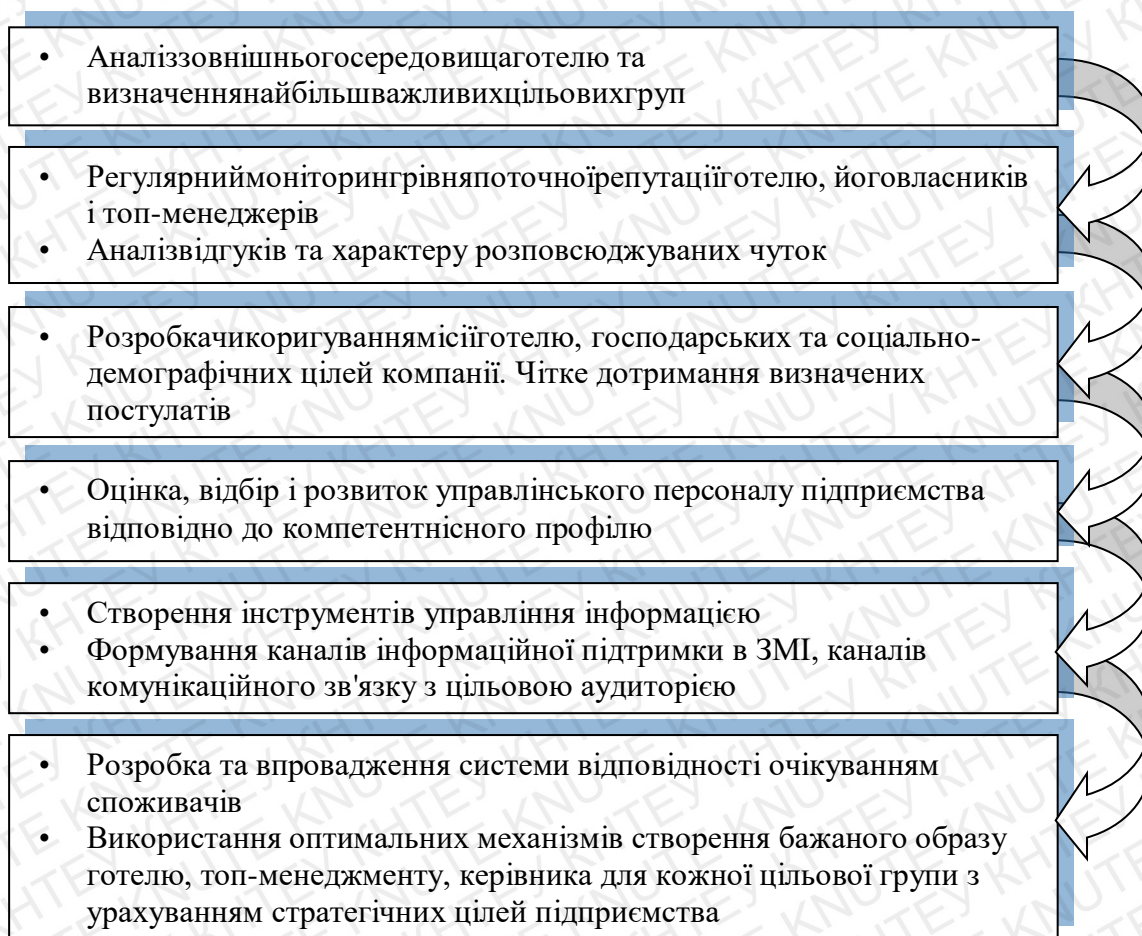 • Аналіззовнішньогосередовищаготелю та
визначеннянайбільшважливихцільовихгруп
• Регулярниймоніторингрівняпоточноїрепутаціїготелю, йоговласників
і топ-менеджерів
• Аналізвідгуків та характеру розповсюджуваних чуток
• Розробкачикоригуваннямісіїготелю, господарських та соціально-
демографічних цілей компанії. Чітке дотримання визначених
постулатів
• Оцінка, відбір і розвиток управлінського персоналу підприємства
відповідно до компетентнісного профілю
• Створення інструментів управління інформацією
• Формування каналів інформаційної підтримки в ЗМІ, каналів
комунікаційного зв'язку з цільовою аудиторією
• Розробка та впровадження системи відповідності очікуванням
споживачів
• Використання оптимальних механізмів створення бажаного образу
готелю, топ-менеджменту, керівника для кожної цільової групи з
урахуванням стратегічних цілей підприємства